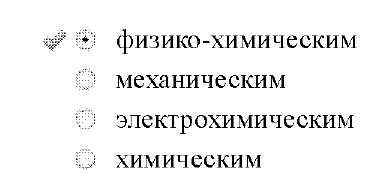 физико-химическим
механическим
электрохимическим
химическим